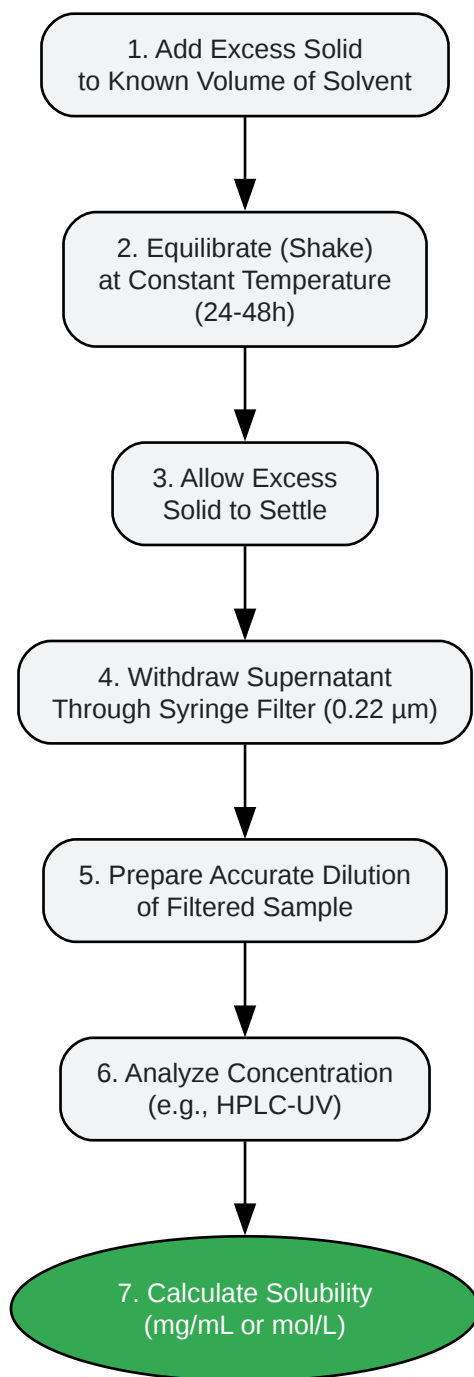 1. Add Excess Solid
to Known Volume of Solvent
2. Equilibrate (Shake)
at Constant Temperature
(24-48h)
3. Allow Excess
Solid to Settle
4. Withdraw Supernatant
Through Syringe Filter (0.22 µm)
5. Prepare Accurate Dilution
of Filtered Sample
6. Analyze Concentration
(e.g., HPLC-UV)
7. Calculate Solubility
(mg/mL or mol/L)